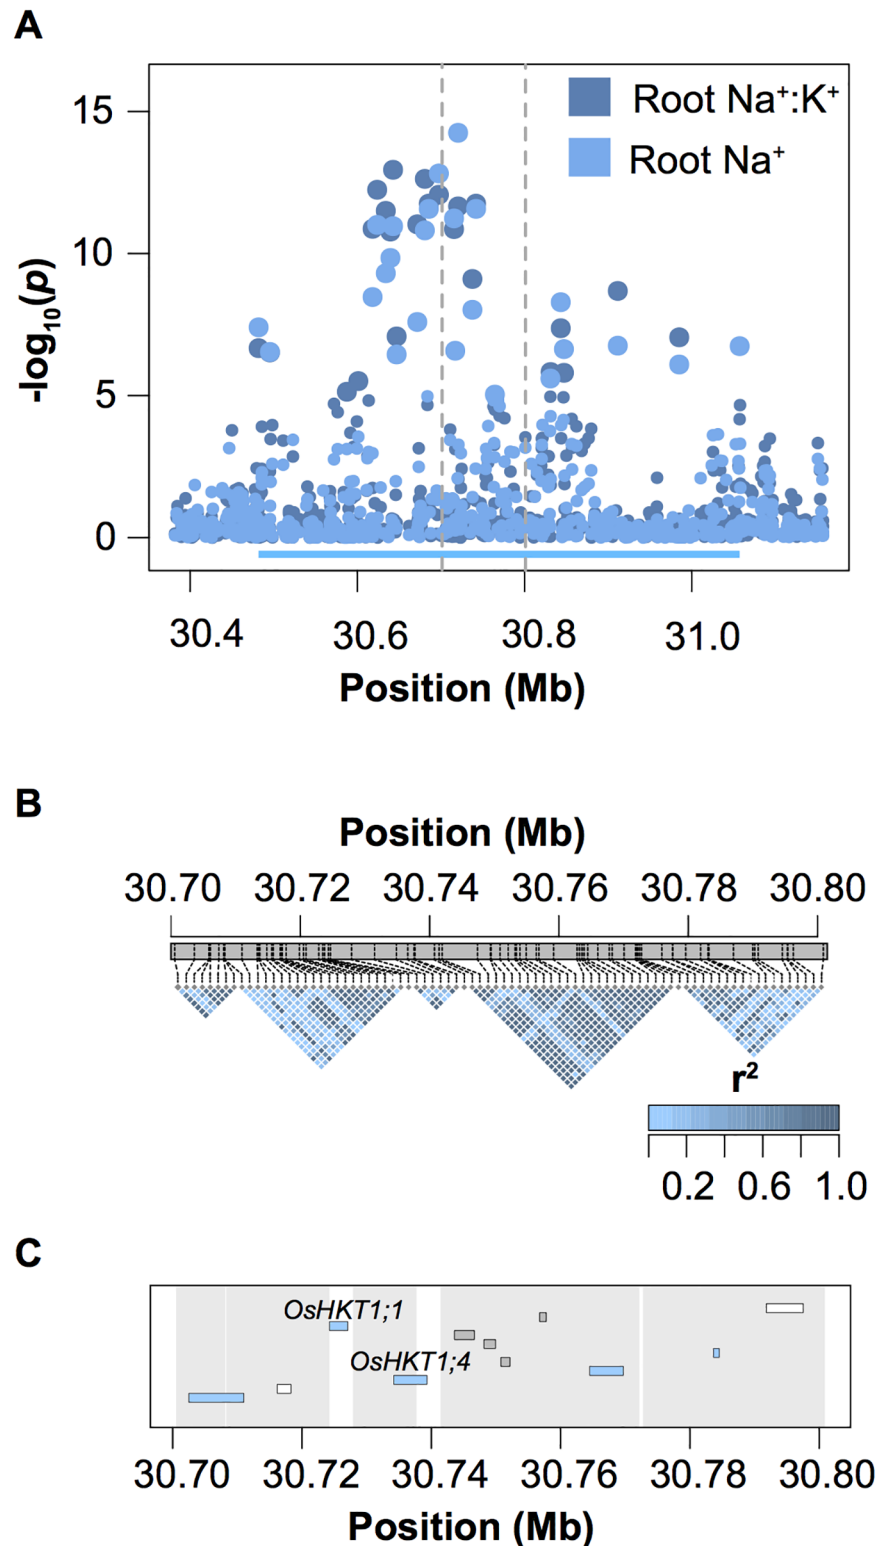 A
15
10
5
0
-log10(p)
Root Na+:K+
Root Na+
30.4 30.6 30.8 31.0
Position (Mb)
B
Position (Mb)
30.70 30.72 30.74 30.76 30.78 30.80
r²
0.2 0.6 1.0
C
OsHKT1;1
OsHKT1;4
30.70 30.72 30.74 30.76 30.78 30.80
Position (Mb)